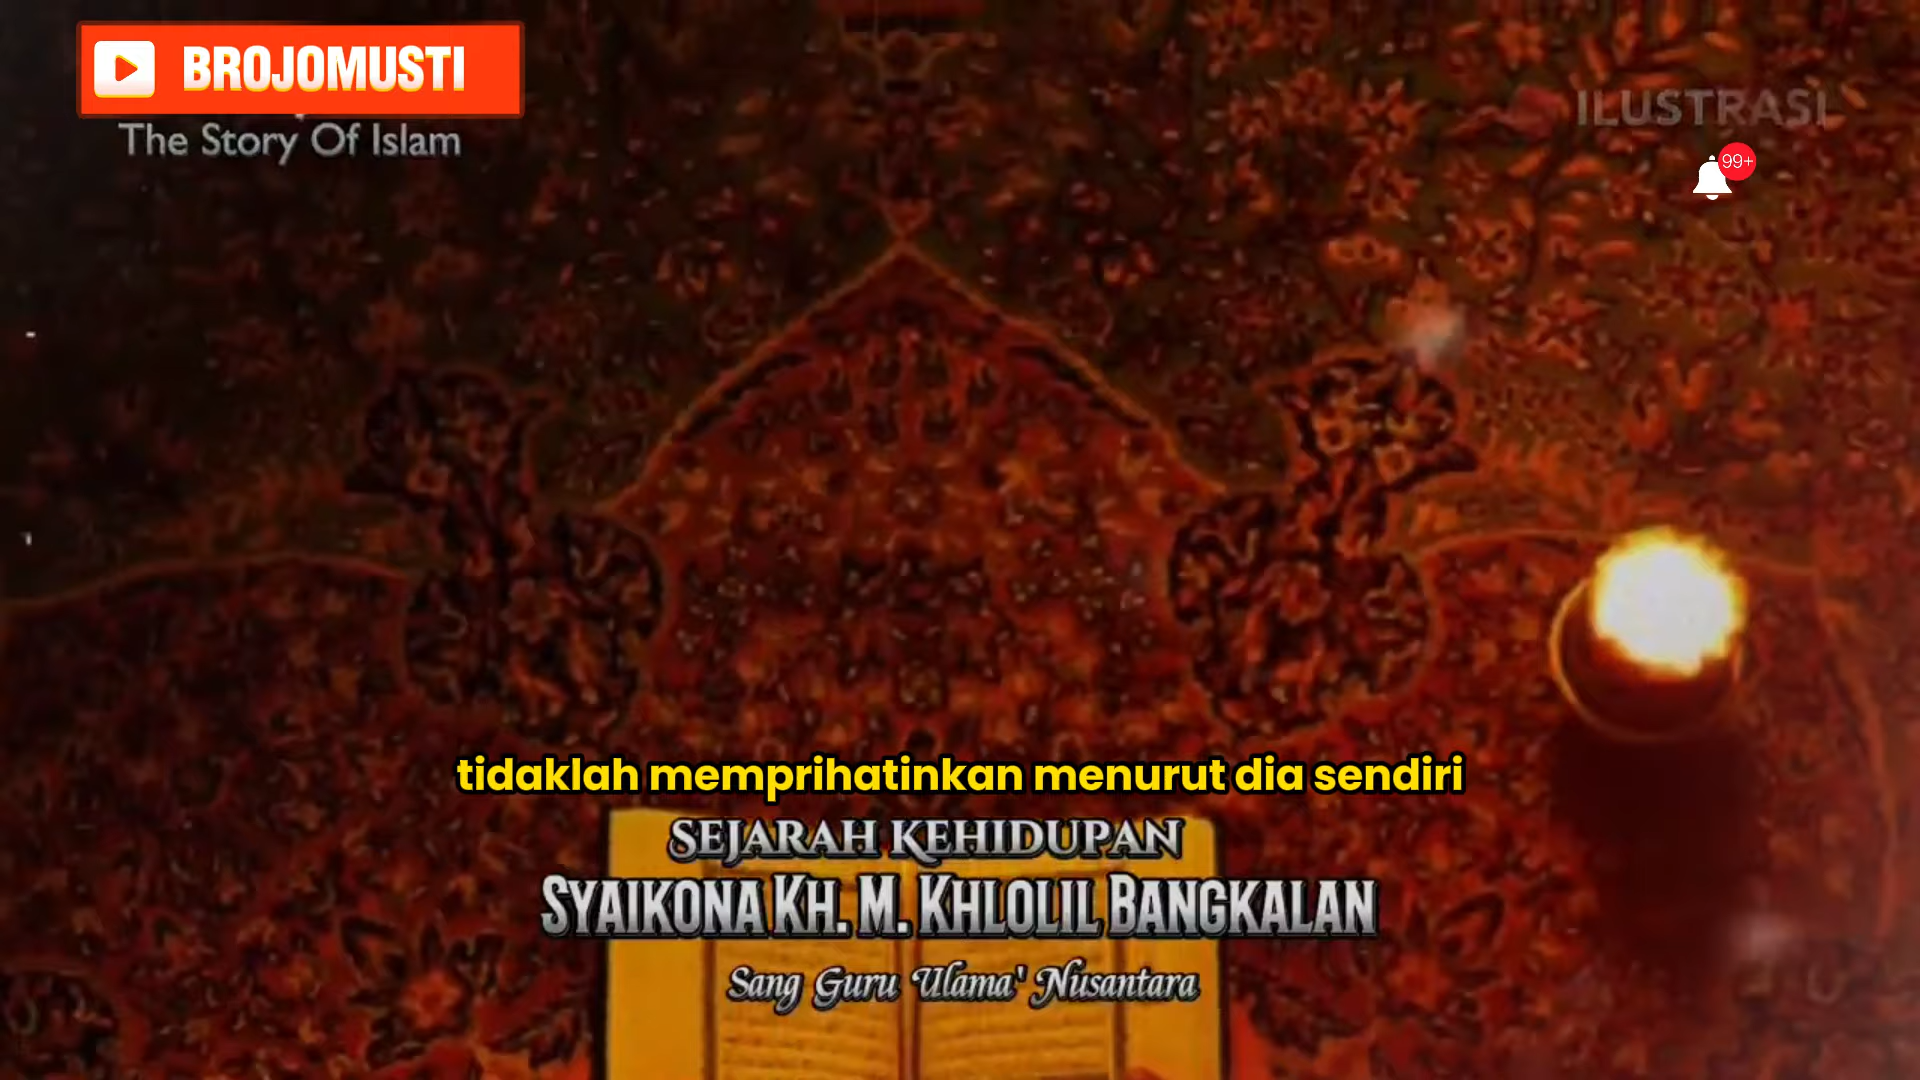 BROJOMUSTI
The Story Of Islam
ILUSTRASI
99+
tidaklah memprihatinkan menurut dia sendiri
SEJARAH KEHIDUPAN
SYAIKONA KH. M. KHLOLIL BANGKALAN
Sang Guru Ulama' Nusantara